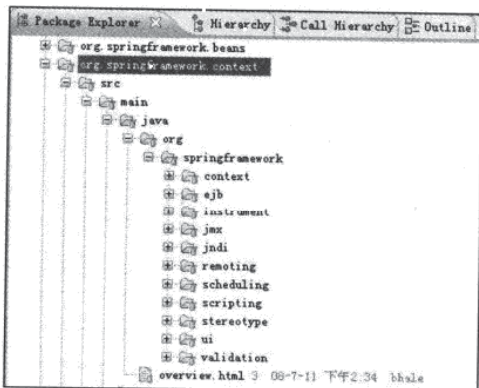 Package Explorer Hierarchy Call Hierarchy Outline
org.springframework.beans
org.springframework.context
src
main
java
org
springframework
context
ejb
instrument
jmx
jndi
remoting
scheduling
scripting
stereotype
ui
validation
overview.html 3 08-7-11 下午2:34 bhale